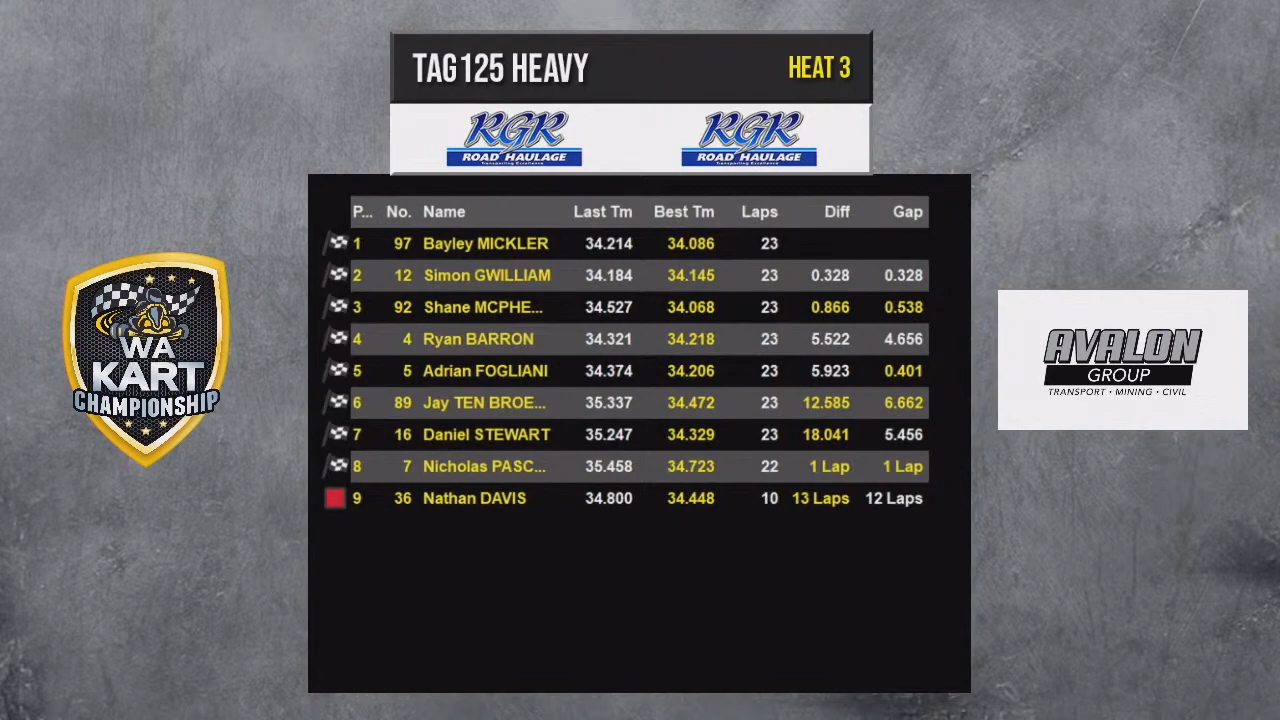 TAG125 HEAVY HEAT 3
RGR RGR
ROAD HAULAGE ROAD HAULAGE
Transporting Excellence Transporting Excellence
P... No. Name Last Tm Best Tm Laps Diff Gap
1 97 Bayley MICKLER 34.214 34.086 23
2 12 Simon GWILLIAM 34.184 34.145 23 0.328 0.328
3 92 Shane MCPHE... 34.527 34.068 23 0.866 0.538
4 4 Ryan BARRON 34.321 34.218 23 5.522 4.656
5 5 Adrian FOGLIANI 34.374 34.206 23 5.923 0.401
6 89 Jay TEN BROE... 35.337 34.472 23 12.585 6.662
7 16 Daniel STEWART 35.247 34.329 23 18.041 5.456
8 7 Nicholas PASC... 35.458 34.723 22 1 Lap 1 Lap
9 36 Nathan DAVIS 34.800 34.448 10 13 Laps 12 Laps
WA
KART
CHAMPIONSHIP
AVALON
GROUP
TRANSPORT • MINING • CIVIL